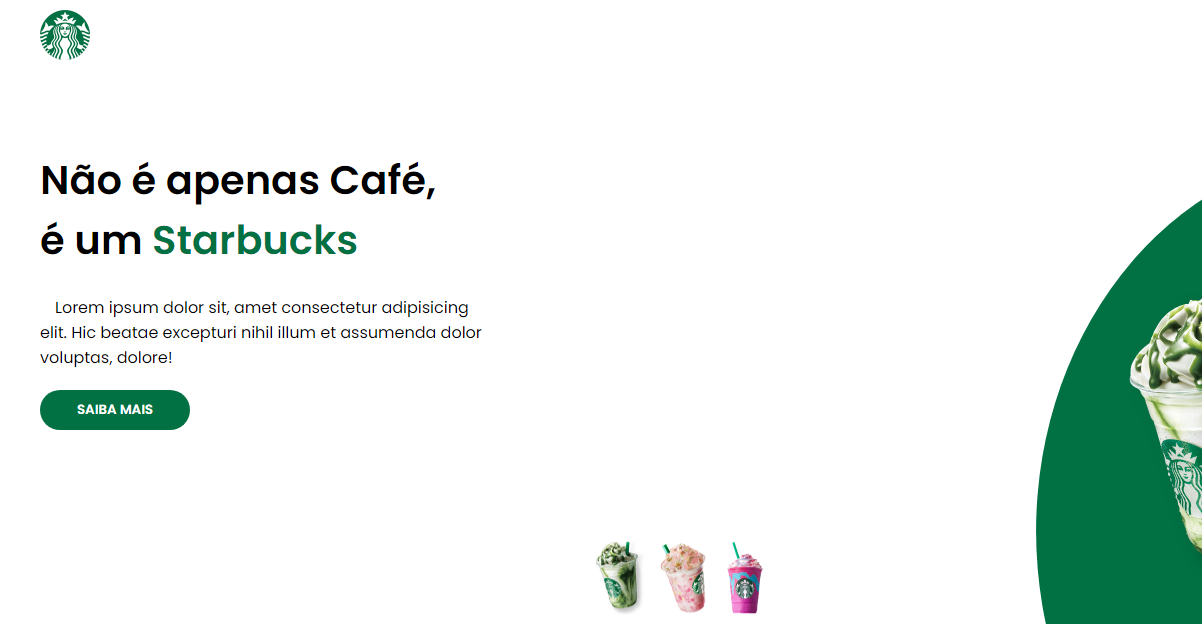 Não é apenas Café,
é um Starbucks
Lorem ipsum dolor sit, amet consectetur adipisicing
elit. Hic beatae excepturi nihil illum et assumenda dolor
voluptas, dolore!
SAIBA MAIS